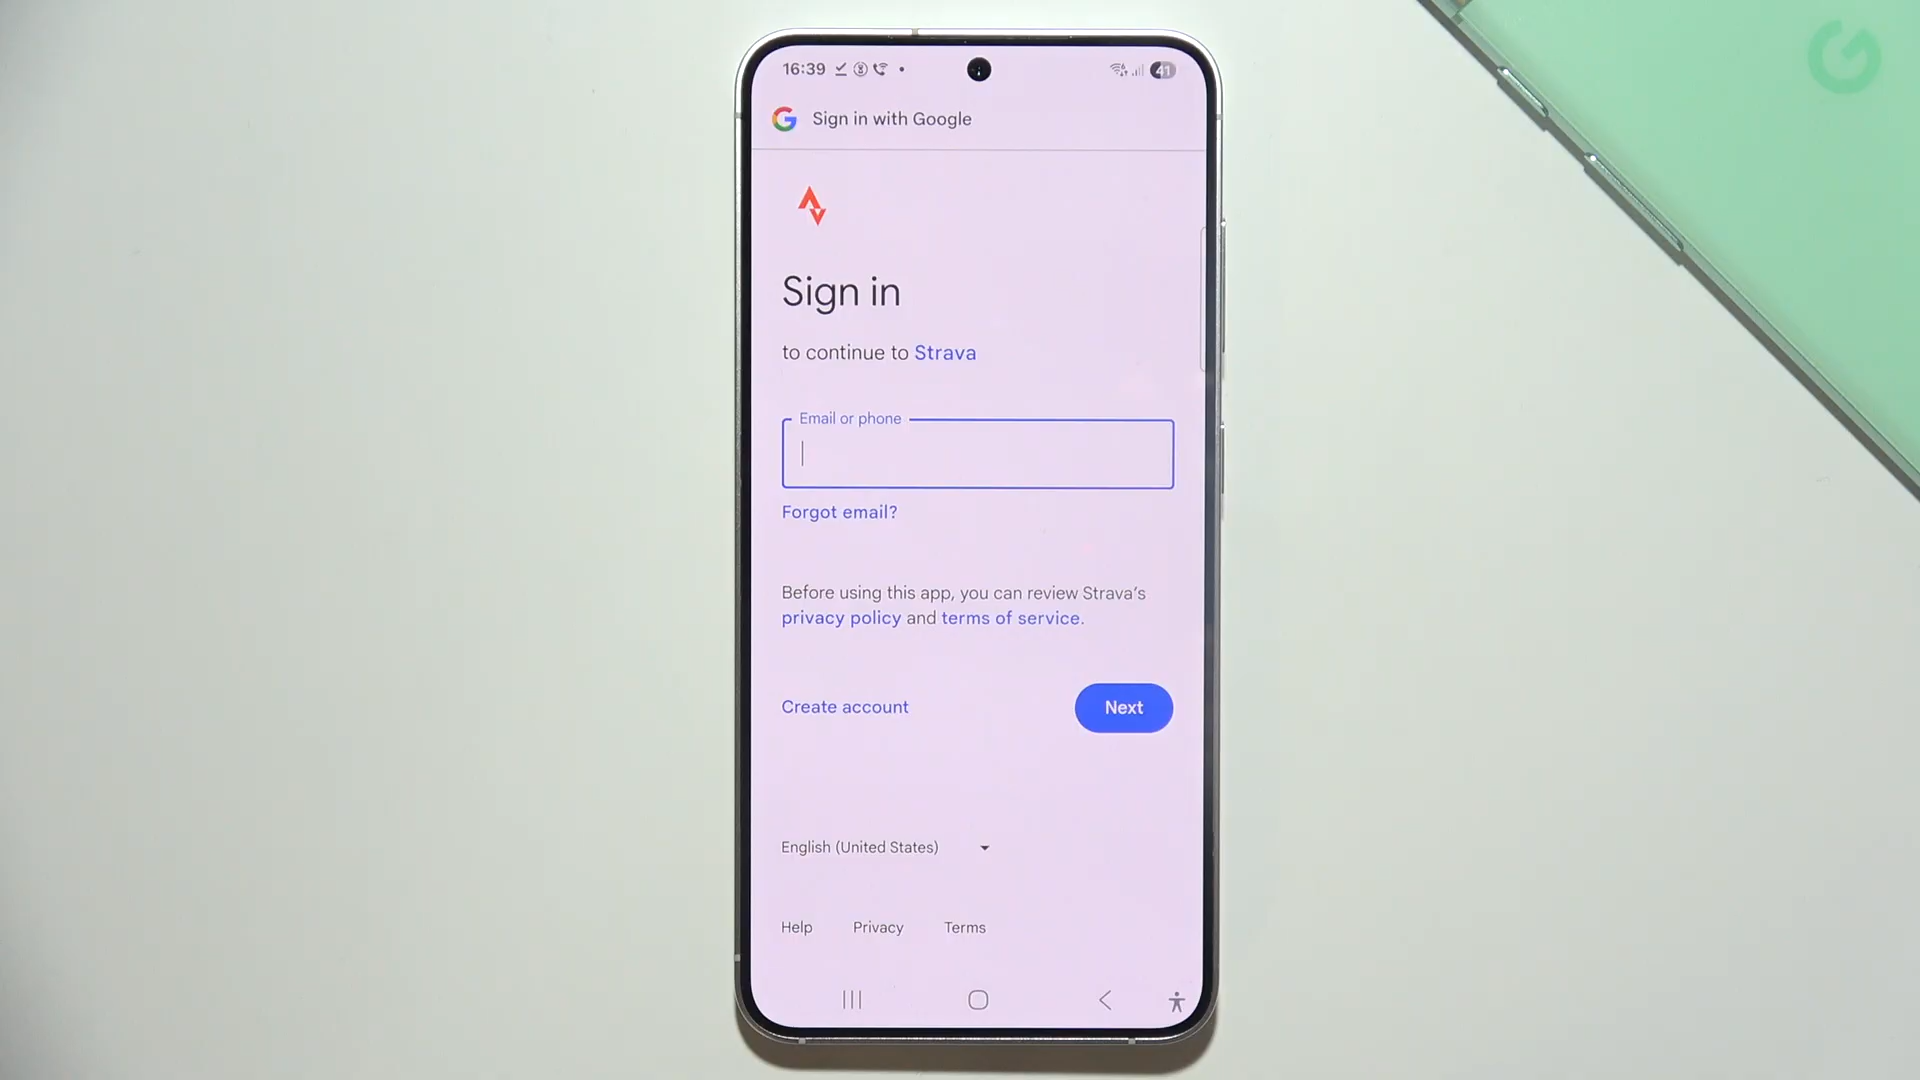 16:39
41
Sign in with Google
Sign in
to continue to Strava
Email or phone
Forgot email?
Before using this app, you can review Strava's
privacy policy and terms of service.
Create account
Next
English (United States)
Help Privacy Terms